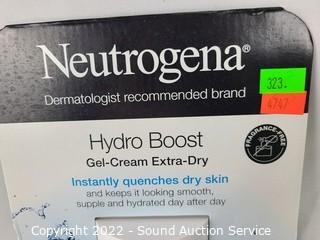 Neutrogena®
Dermatologist recommended brand
323.
4747
Hydro Boost
Gel-Cream Extra-Dry
FRAGRANCE-FREE
Instantly quenches dry skin
and keeps it looking smooth,
supple and hydrated day after day
Copyright 2022 - Sound Auction Service